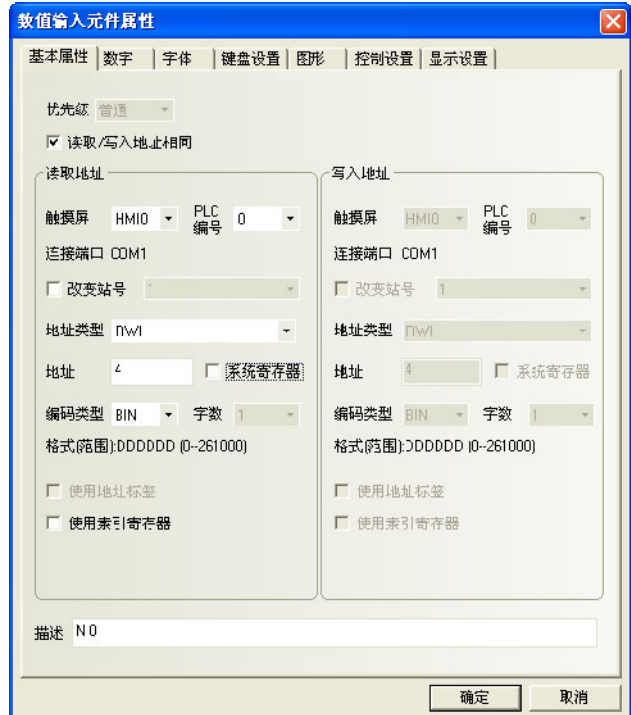 数值输入元件属性
基本属性 数字 字体 键盘设置 图形 控制设置 显示设置
优先级 普通
读取/写入地址相同
读取地址
触摸屏 HMI0 PLC编号 0
连接端口 COM1
改变站号
地址类型
地址 4 系统寄存器
编码类型 BIN 字数 1
格式(范围):DDDDDD (0--261000)
使用地址标签
使用索引寄存器
写入地址
触摸屏 HMI0 PLC编号 0
连接端口 COM1
改变站号 1
地址类型
地址 4 系统寄存器
编码类型 BIN 字数 1
格式(范围):DDDDDD (0--261000)
使用地址标签
使用索引寄存器
描述 N0
确定 取消